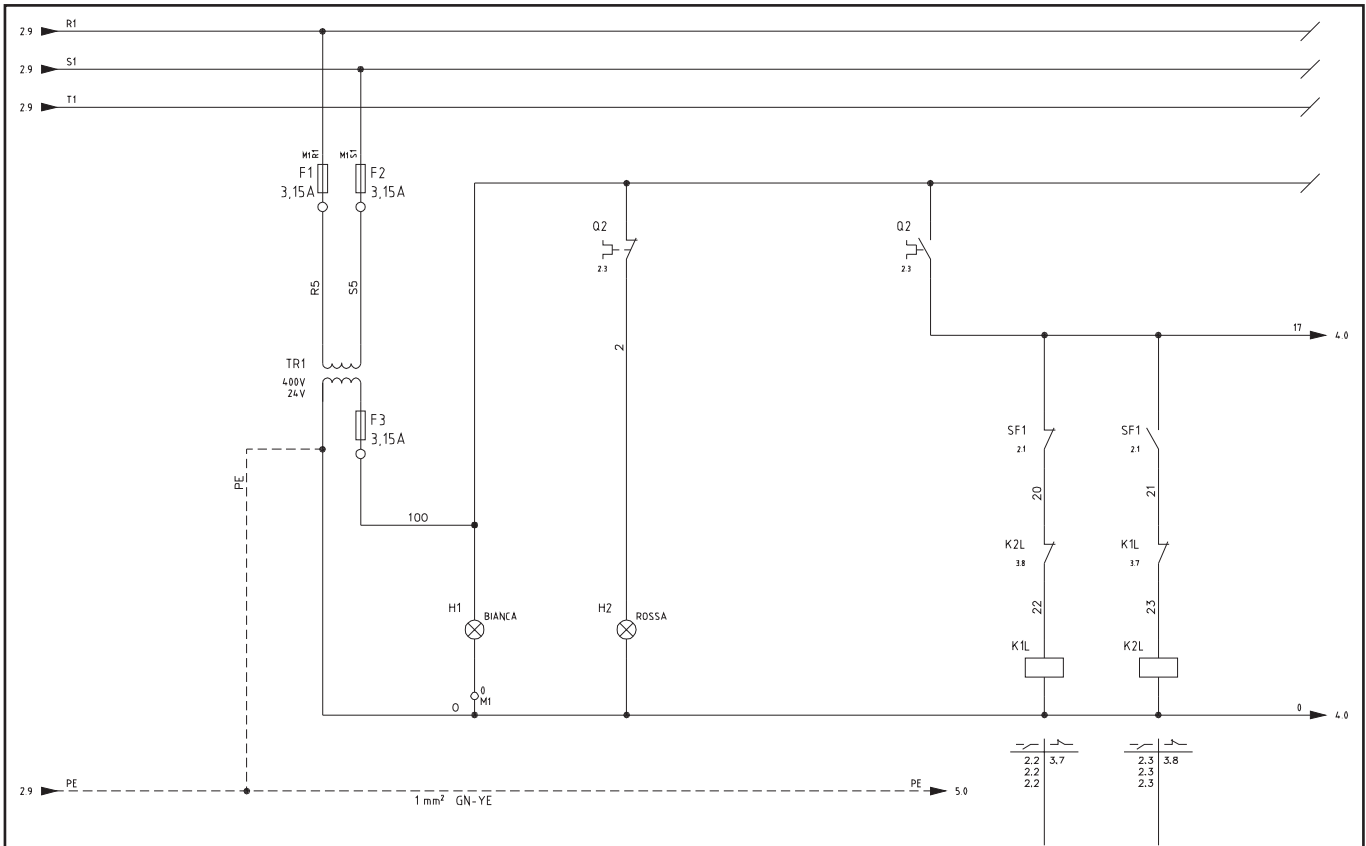 2.9 R1
2.9 S1
2.9 T1
M1 R1 M1 S1
F1 F2
3,15A 3,15A
Q2 Q2
2.3 2.3
R5 S5
17 4.0
2
TR1
400V
24V
F3
3,15A
SF1 SF1
2.1 2.1
PE
20 21
100
K2L K1L
3.8 3.7
H1 BIANCA H2 ROSSA
22 23
K1L K2L
0
M1
0 0 4.0
2.2 3.7 2.3 3.8
2.2 2.3
2.2 2.3
2.9 PE PE 5.0
1 mm² GN-YE